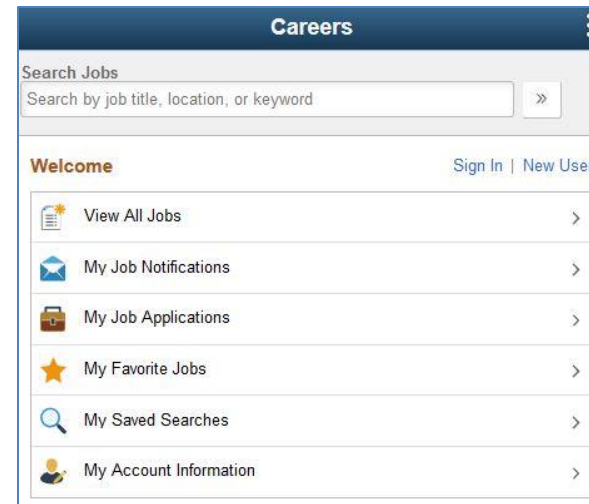 Careers
Search Jobs
Search by job title, location, or keyword
»
Welcome
Sign In | New Use
View All Jobs
My Job Notifications
My Job Applications
My Favorite Jobs
My Saved Searches
My Account Information